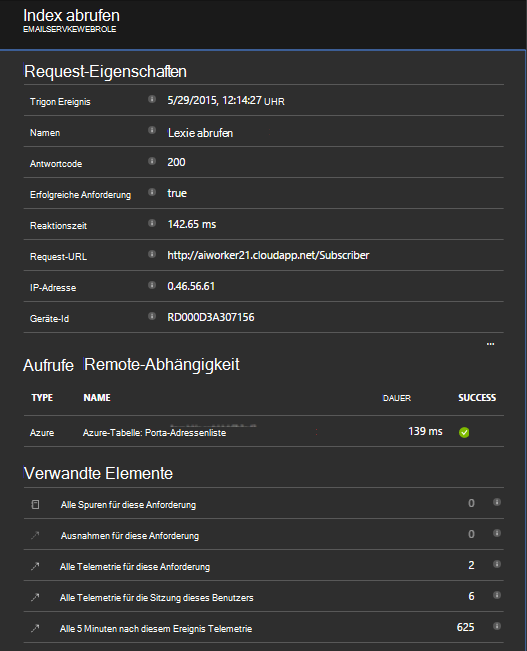 Index abrufen
EMAILSERVKEWEBROLE
Request-Eigenschaften
Trigon Ereignis 5/29/2015, 12:14:27 UHR
Namen Lexie abrufen
Antwortcode 200
Erfolgreiche Anforderung true
Reaktionszeit 142.65 ms
Request-URL http://aiworker21.cloudapp.net/Subscriber
IP-Adresse 0.46.56.61
Geräte-Id RD000D3A307156
...
Aufrufe Remote-Abhängigkeit
TYPE NAME DAUER SUCCESS
Azure Azure-Tabelle: Porta-Adressenliste 139 ms
Verwandte Elemente
Alle Spuren für diese Anforderung 0
Ausnahmen für diese Anforderung 0
Alle Telemetrie für diese Anforderung 2
Alle Telemetrie für die Sitzung dieses Benutzers 6
Alle 5 Minuten nach diesem Ereignis Telemetrie 625